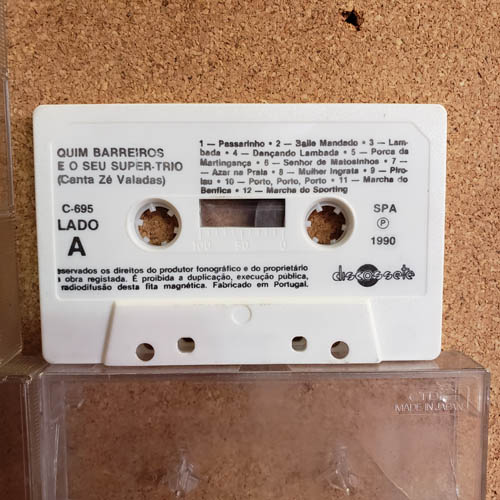 QUIM BARREIROS
E O SEU SUPER-TRIO
(Canta Zé Valadas)
1 — Passarinho • 2 — Baile Mandado • 3 — Lam-
bada • 4 — Dançando Lambada • 5 — Porca da
Martingança • 6 — Senhor de Matosinhos • 7 —
— Azar na Praia • 8 — Mulher Ingrata • 9 — Piro-
lau • 10 — Porto, Porto, Porto • 11 — Marcha do
Benfica • 12 — Marcha do Sporting
C-695
LADO
A
100 50 0
SPA
P
1990
eservados os direitos do produtor fonográfico e do proprietário
a obra registada. É proibida a duplicação, execução pública,
radiodifusão desta fita magnética. Fabricado em Portugal.
discossete
MADE IN JAPAN